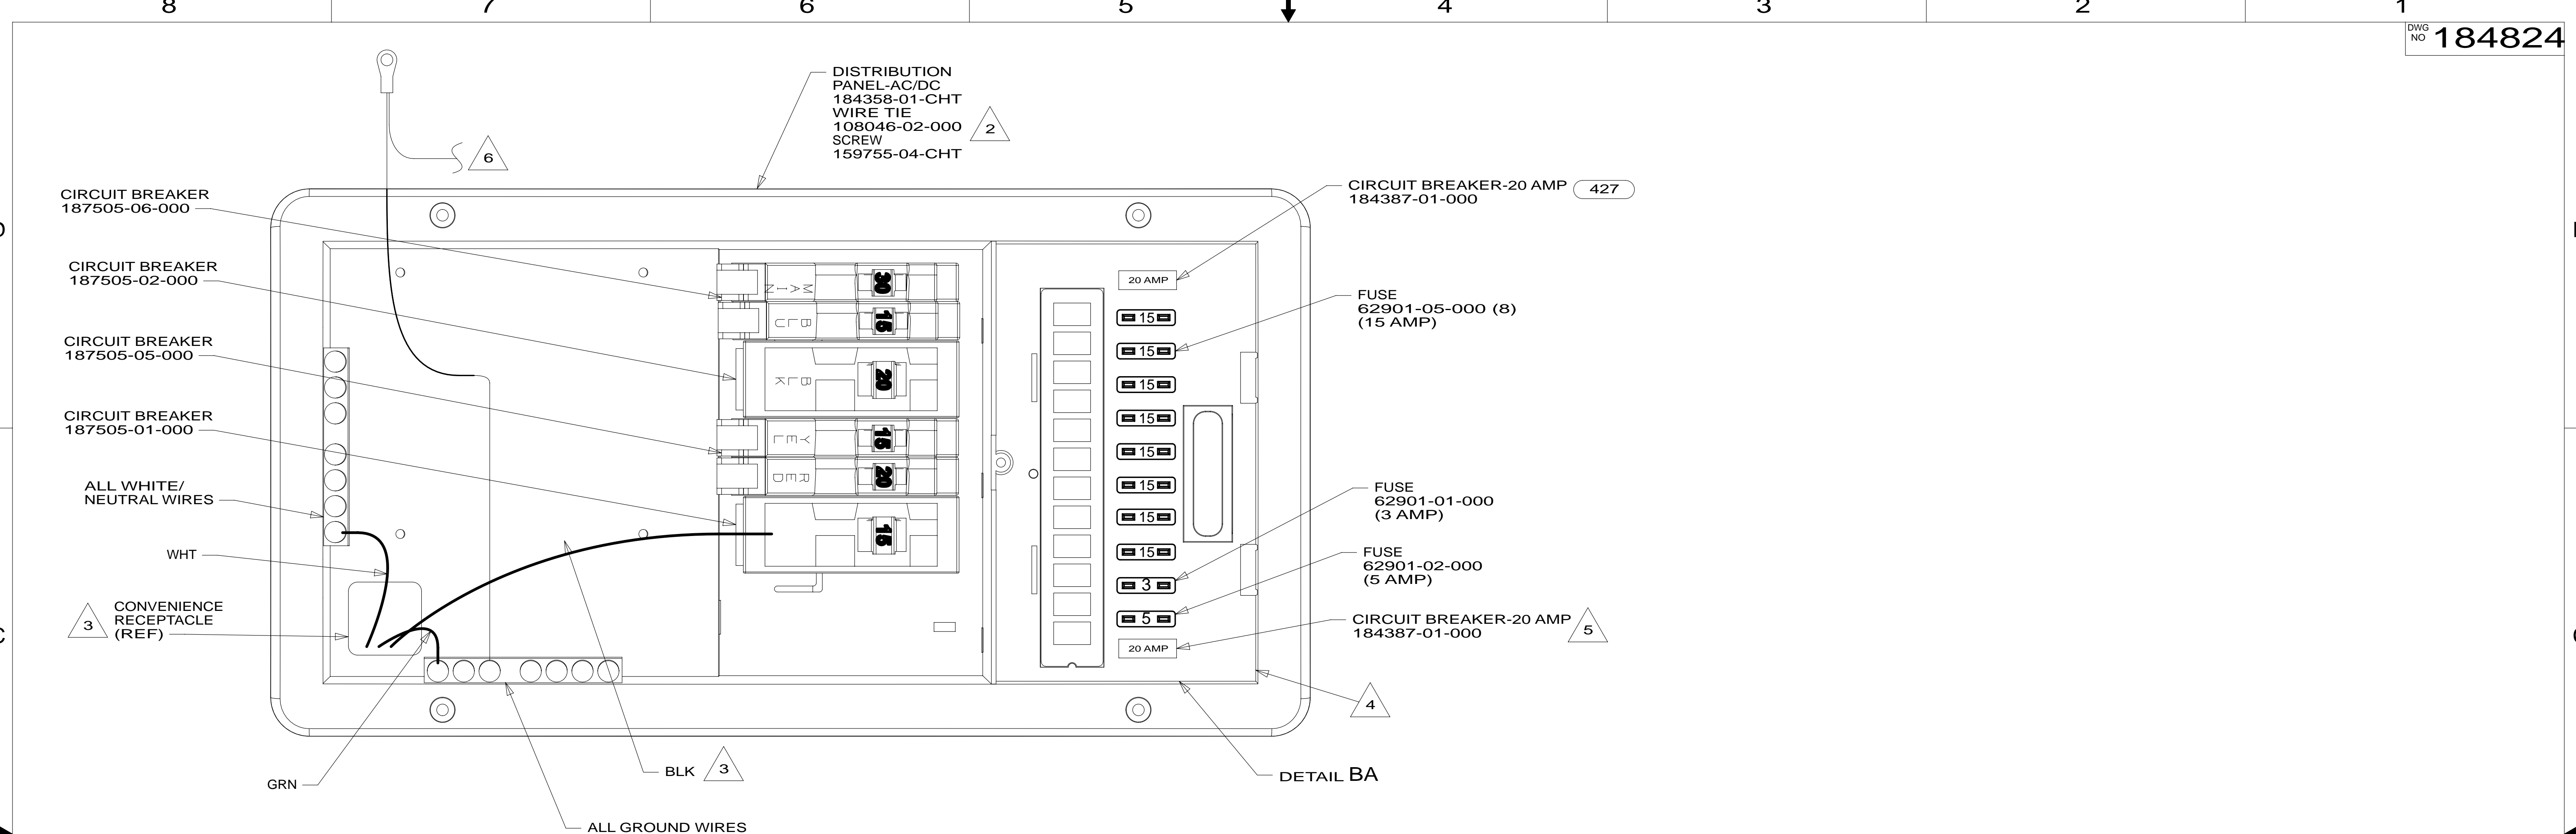 8 7 6 5 4 3 2 1
DWG
NO 184824
DISTRIBUTION
PANEL-AC/DC
184358-01-CHT
WIRE TIE
108046-02-000
SCREW
159755-04-CHT
2
6
CIRCUIT BREAKER
187505-06-000
CIRCUIT BREAKER
187505-02-000
CIRCUIT BREAKER
187505-05-000
CIRCUIT BREAKER
187505-01-000
ALL WHITE/
NEUTRAL WIRES
WHT
3
CONVENIENCE
RECEPTACLE
(REF)
GRN
BLK
3
ALL GROUND WIRES
MAIN
30
BLU
15
BLK
20
YEL
15
RED
20
15
20 AMP
15
15
15
15
15
15
15
15
3
5
20 AMP
CIRCUIT BREAKER-20 AMP 427
184387-01-000
FUSE
62901-05-000 (8)
(15 AMP)
FUSE
62901-01-000
(3 AMP)
FUSE
62901-02-000
(5 AMP)
CIRCUIT BREAKER-20 AMP
184387-01-000
5
4
DETAIL BA